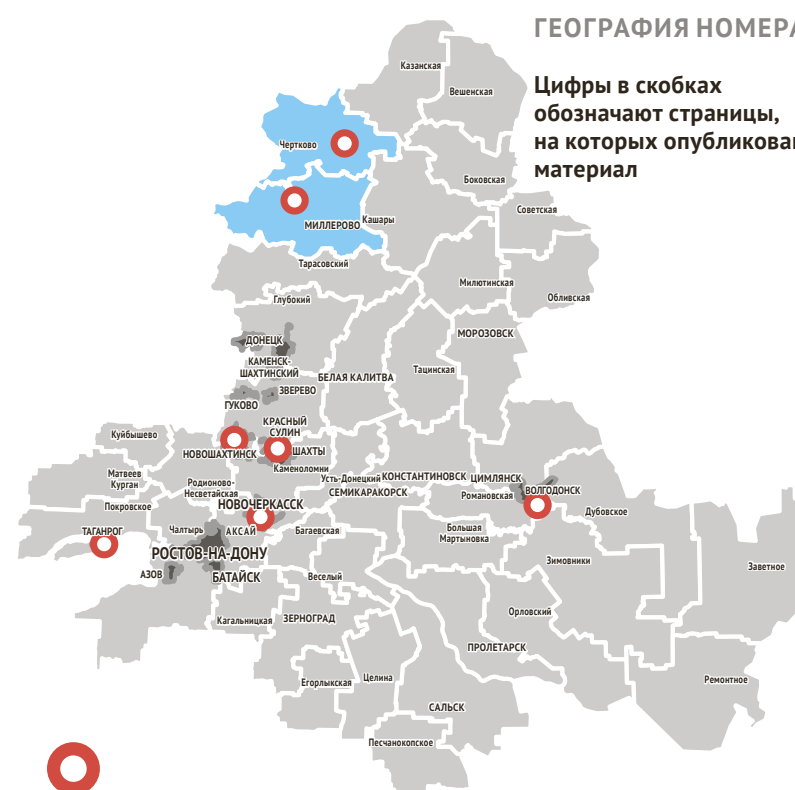 ГЕОГРАФИЯ НОМЕРА
Цифры в скобках
обозначают страницы,
на которых опубликован
материал
Казанская
Вешенская
Чертково
Боковская
Советская
МИЛЛЕРОВО
Кашары
Тарасовский
Милютинская
Обливская
Глубокий
МОРОЗОВСК
ДОНЕЦК
КАМЕНСК-
ШАХТИНСКИЙ
Тацинская
БЕЛАЯ КАЛИТВА
ЗВЕРЕВО
ГУКОВО
КРАСНЫЙ
СУЛИН
Куйбышево
НОВОШАХТИНСК
ШАХТЫ
Каменоломни
Матвеев
Курган
Родионово-
Несветайская
Усть-Донецкий
КОНСТАНТИНОВСК
ЦИМЛЯНСК
СЕМИКАРАКОРСК
Романовская
ВОЛГОДОНСК
Покровское
НОВОЧЕРКАССК
Дубовское
ТАГАНРОГ
Чалтырь
АКСАЙ
Багаевская
Большая
Мартыновка
РОСТОВ-НА-ДОНУ
Зимовники
Заветное
АЗОВ
БАТАЙСК
Веселый
Кагальницкая
ЗЕРНОГРАД
Орловский
ПРОЛЕТАРСК
Егорлыкская
Целина
Ремонтное
САЛЬСК
Песчанокопское